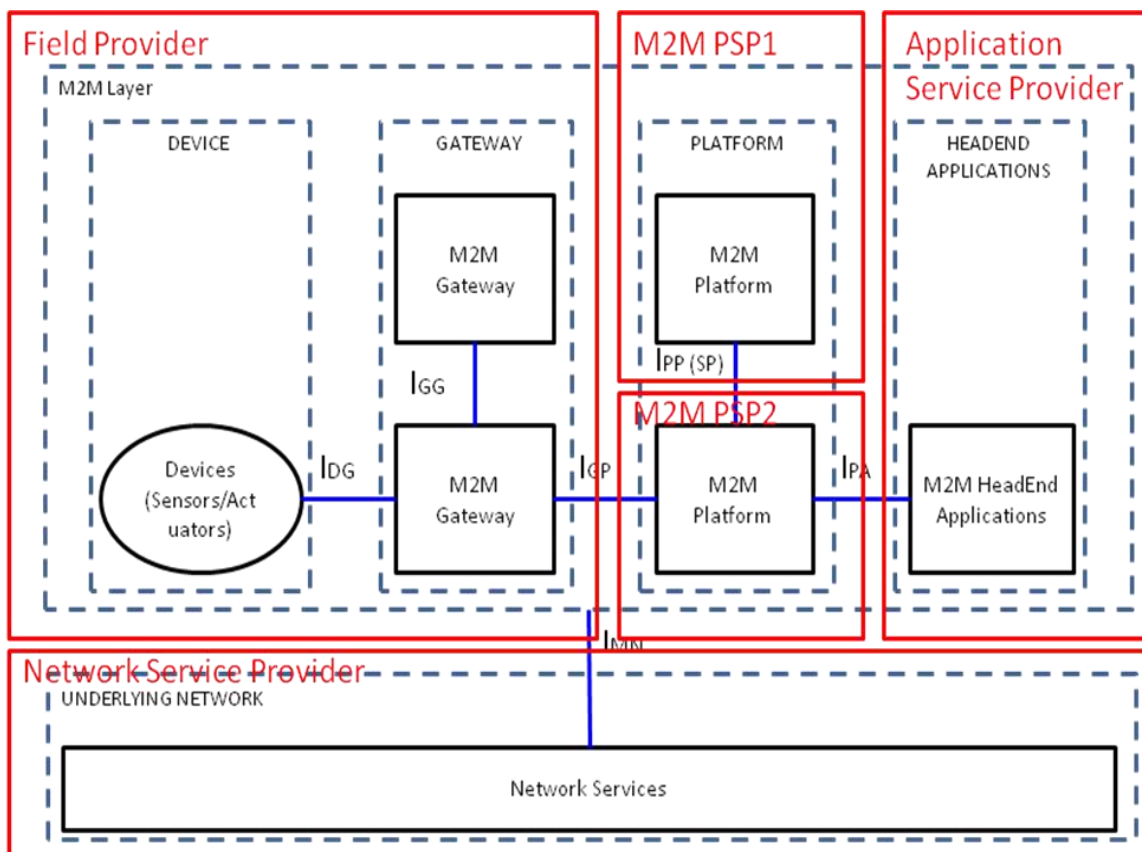 Field Provider
M2M PSP1
Application
Service Provider
M2M Layer
DEVICE
GATEWAY
PLATFORM
HEADEND
APPLICATIONS
M2M
Gateway
M2M
Platform
IGG
IPP (SP)
M2M PSP2
Devices
(Sensors/Act
uators)
IDG
M2M
Gateway
IGP
M2M
Platform
IPA
M2M HeadEnd
Applications
IMN
Network Service Provider
UNDERLYING NETWORK
Network Services